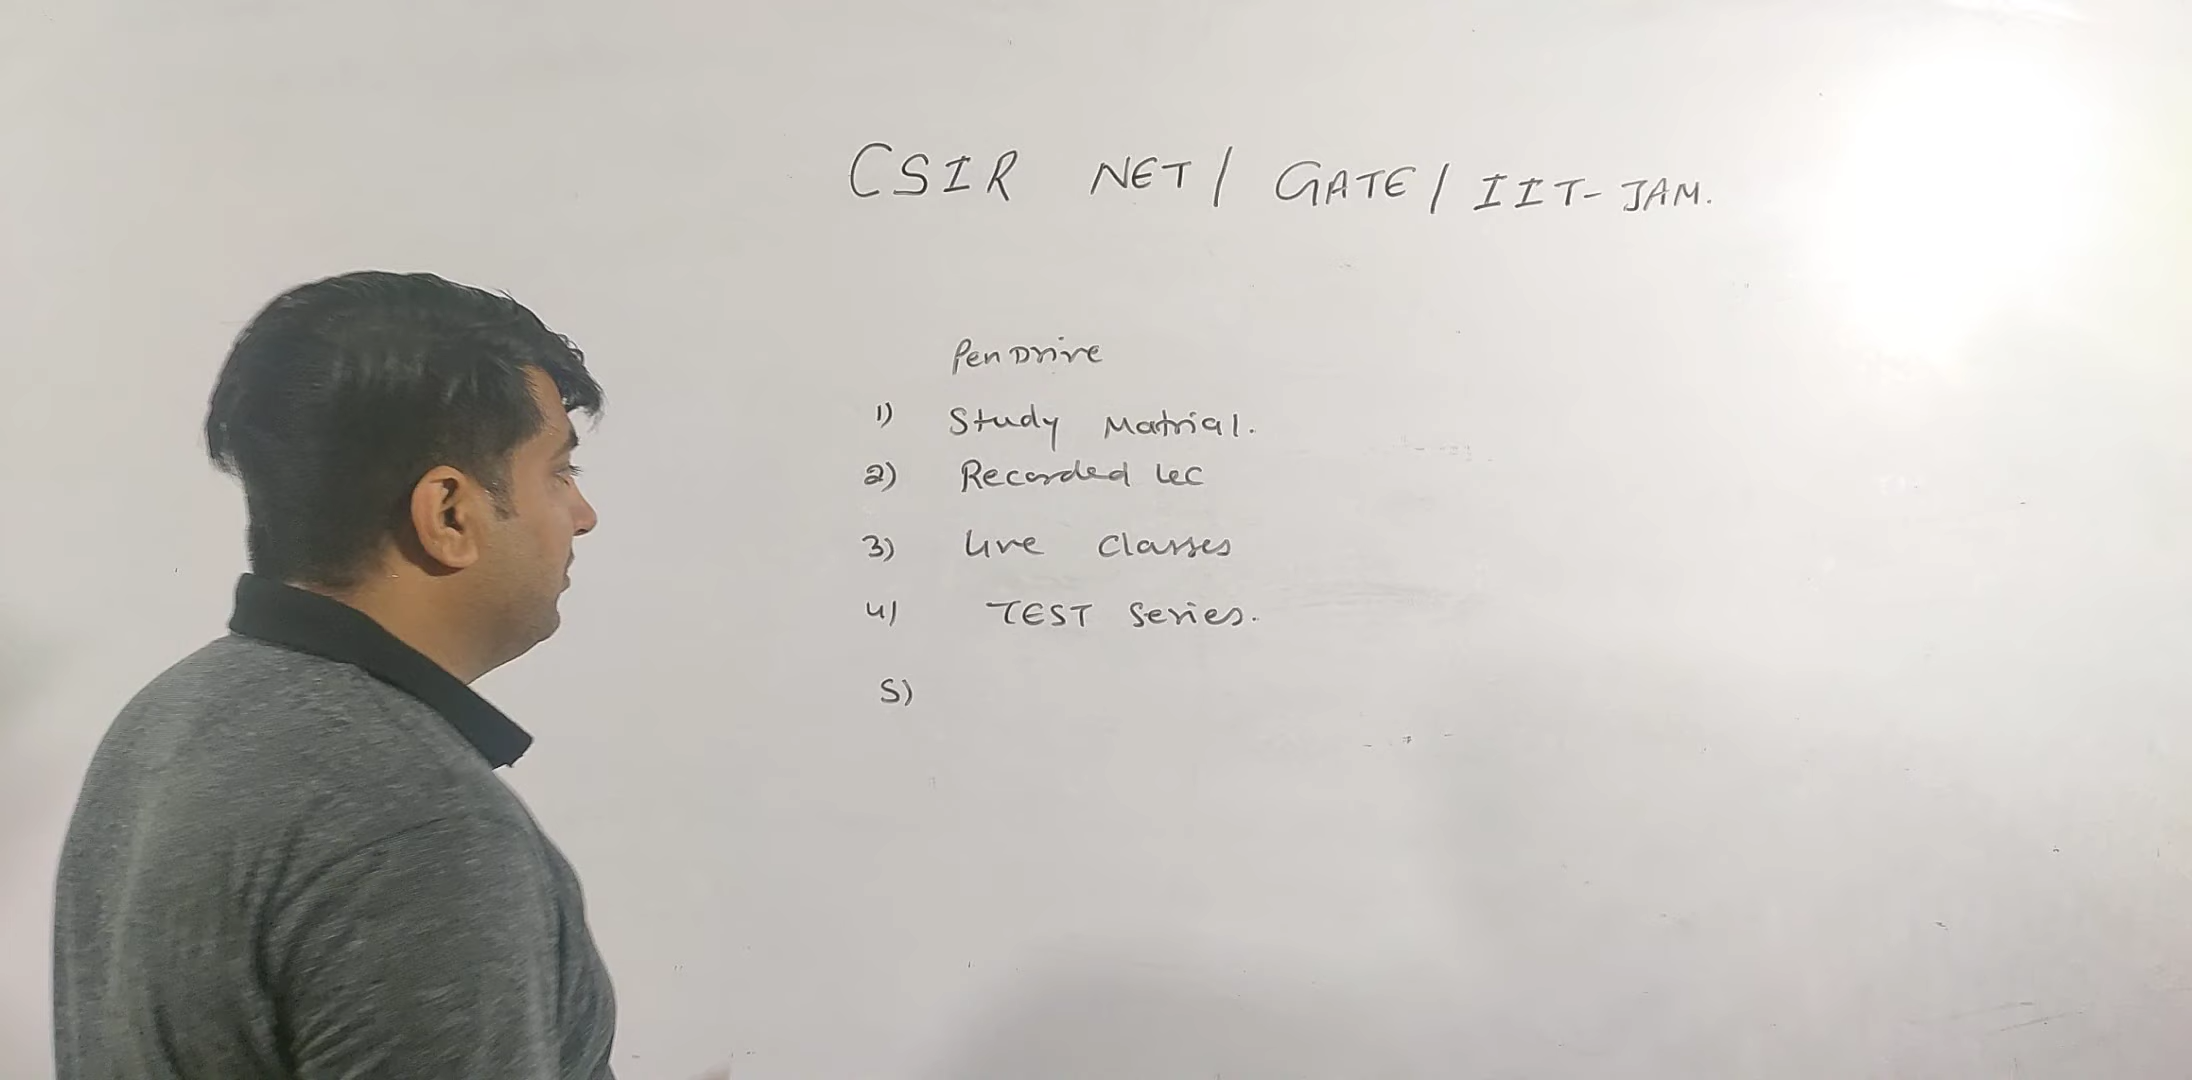 CSIR NET/ GATE/ IIT-JAM.
Pen Drive
1) Study Matrial.
2) Recorded lec
3) Live Classes
4) TEST Series.
5)